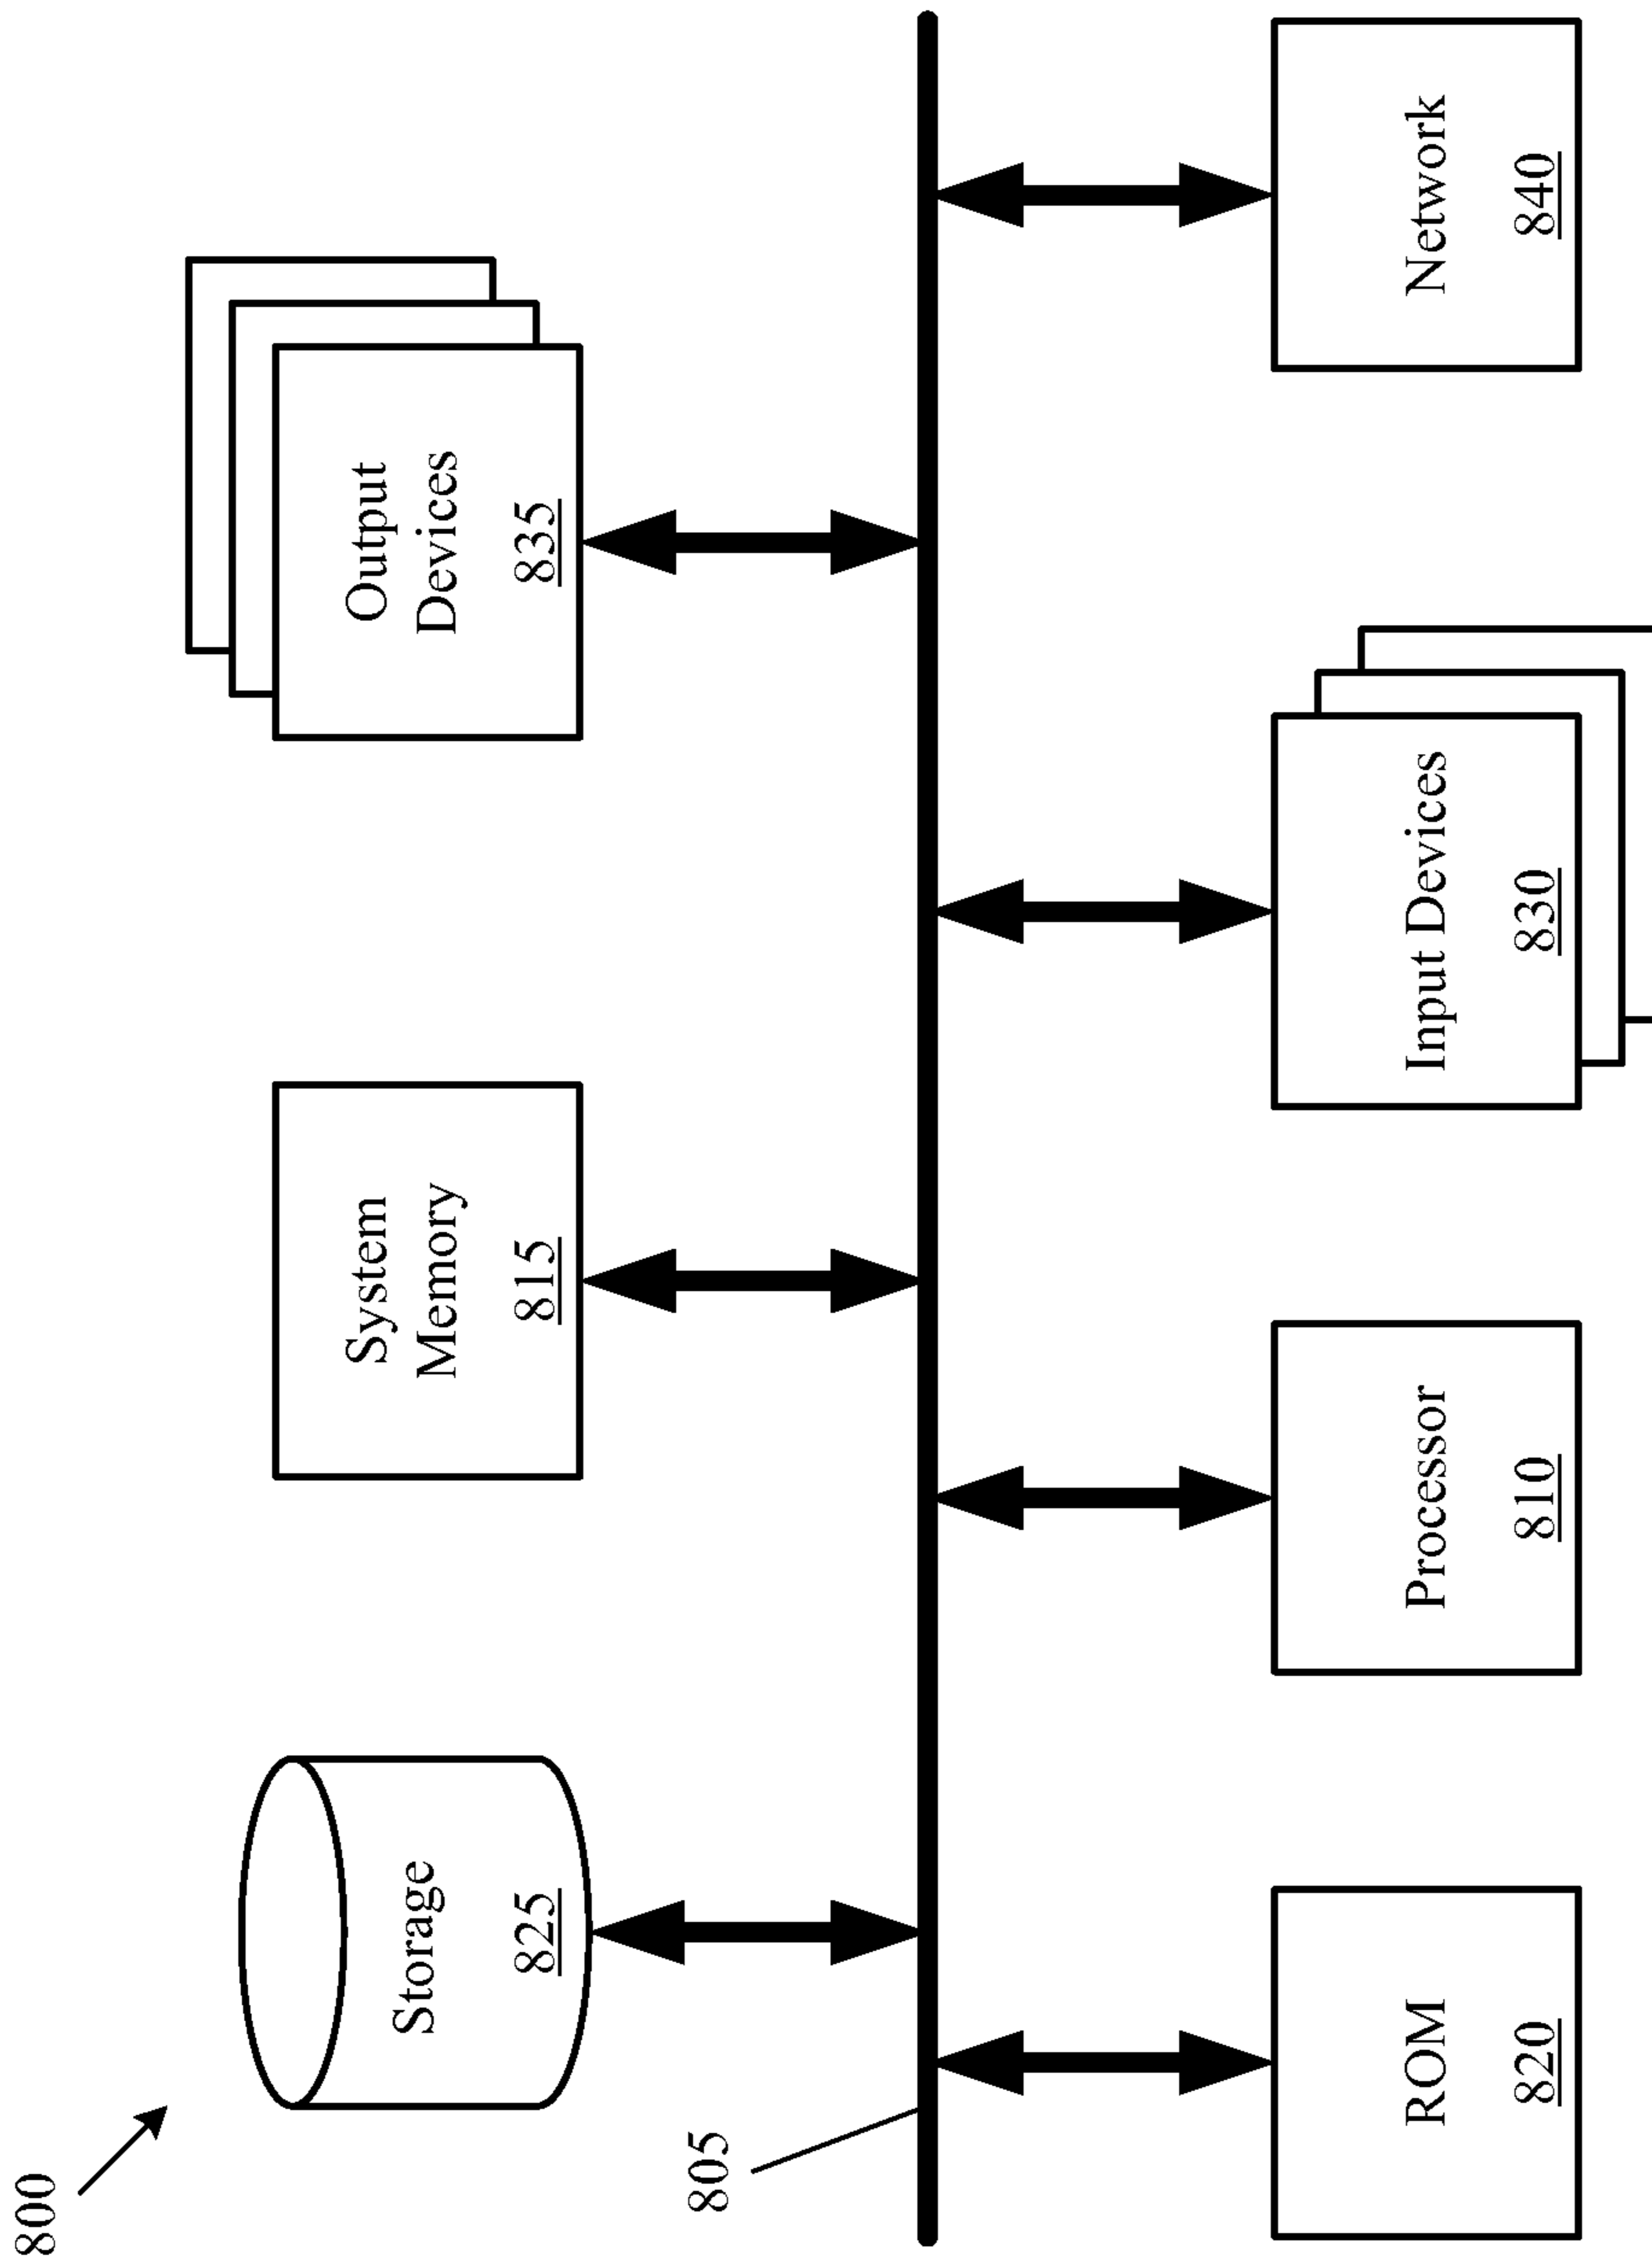 800
Storage
825
System
Memory
815
Output
Devices
835
805
ROM
820
Processor
810
Input Devices
830
Network
840